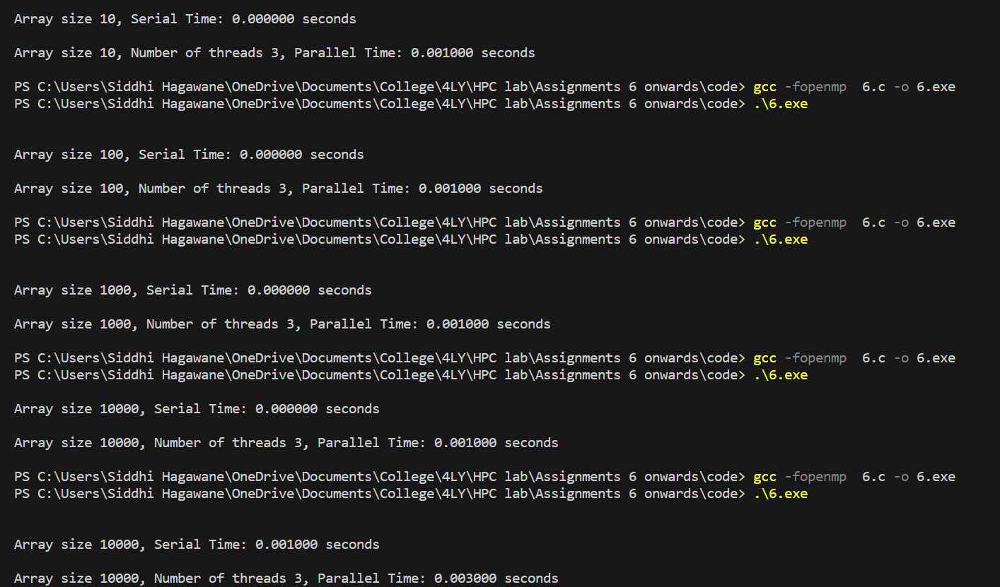 Array size 10, Serial Time: 0.000000 seconds
Array size 10, Number of threads 3, Parallel Time: 0.001000 seconds
PS C:\Users\Siddhi Hagawane\OneDrive\Documents\College\4LY\HPC lab\Assignments 6 onwards\code> gcc -fopenmp  6.c -o 6.exe
PS C:\Users\Siddhi Hagawane\OneDrive\Documents\College\4LY\HPC lab\Assignments 6 onwards\code> .\6.exe
Array size 100, Serial Time: 0.000000 seconds
Array size 100, Number of threads 3, Parallel Time: 0.001000 seconds
PS C:\Users\Siddhi Hagawane\OneDrive\Documents\College\4LY\HPC lab\Assignments 6 onwards\code> gcc -fopenmp  6.c -o 6.exe
PS C:\Users\Siddhi Hagawane\OneDrive\Documents\College\4LY\HPC lab\Assignments 6 onwards\code> .\6.exe
Array size 1000, Serial Time: 0.000000 seconds
Array size 1000, Number of threads 3, Parallel Time: 0.001000 seconds
PS C:\Users\Siddhi Hagawane\OneDrive\Documents\College\4LY\HPC lab\Assignments 6 onwards\code> gcc -fopenmp  6.c -o 6.exe
PS C:\Users\Siddhi Hagawane\OneDrive\Documents\College\4LY\HPC lab\Assignments 6 onwards\code> .\6.exe
Array size 10000, Serial Time: 0.000000 seconds
Array size 10000, Number of threads 3, Parallel Time: 0.001000 seconds
PS C:\Users\Siddhi Hagawane\OneDrive\Documents\College\4LY\HPC lab\Assignments 6 onwards\code> gcc -fopenmp  6.c -o 6.exe
PS C:\Users\Siddhi Hagawane\OneDrive\Documents\College\4LY\HPC lab\Assignments 6 onwards\code> .\6.exe
Array size 10000, Serial Time: 0.001000 seconds
Array size 10000, Number of threads 3, Parallel Time: 0.003000 seconds